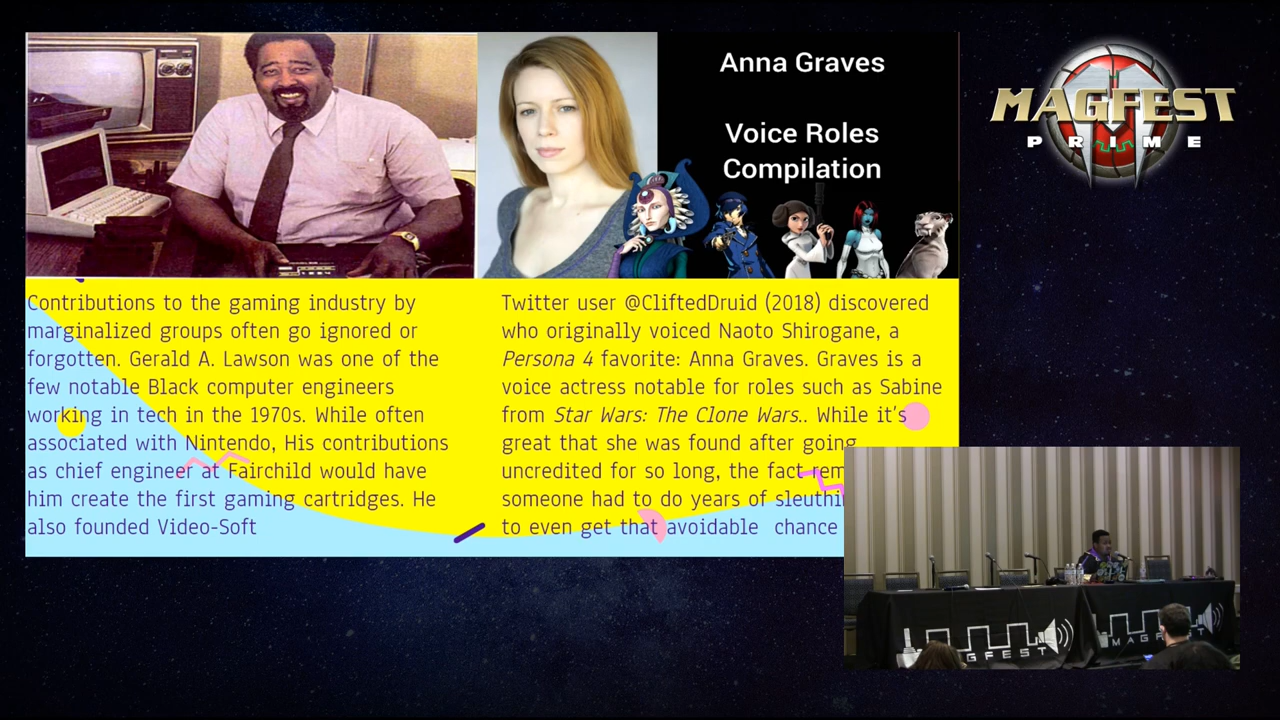 Anna Graves
Voice Roles
Compilation
MAGFEST
PRIME
Contributions to the gaming industry by
marginalized groups often go ignored or
forgotten. Gerald A. Lawson was one of the
few notable Black computer engineers
working in tech in the 1970s. While often
associated with Nintendo, His contributions
as chief engineer at Fairchild would have
him create the first gaming cartridges. He
also founded Video-Soft
Twitter user @CliftedDruid (2018) discovered
who originally voiced Naoto Shirogane, a
Persona 4 favorite: Anna Graves. Graves is a
voice actress notable for roles such as Sabine
from Star Wars: The Clone Wars.. While it's
great that she was found after going
uncredited for so long, the fact
someone had to do years of
to even get that avoidable chance
MAGFEST